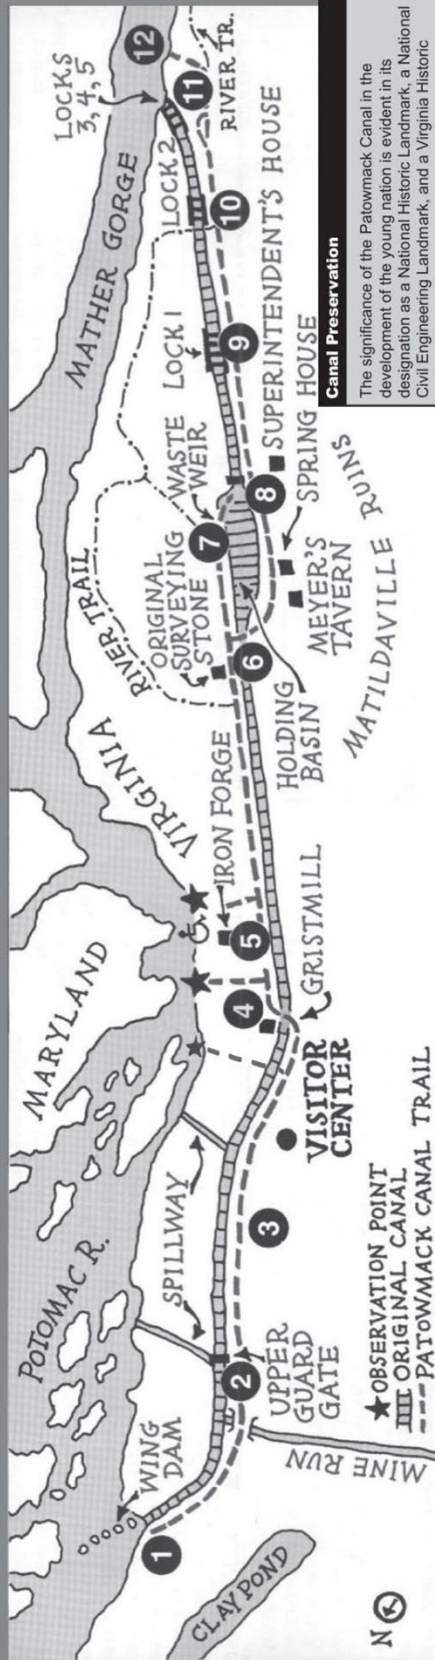 WING
DAM
POTOMAC R.
SPILLWAY
MARYLAND
VIRGINIA
RIVER TRAIL
MATHER GORGE
LOCKS
3, 4, 5
RIVER TR.
1
2
3
4
5
6
7
8
9
10
11
12
CLAY POND
MINE RUN
UPPER
GUARD
GATE
VISITOR
CENTER
GRISTMILL
IRON FORGE
ORIGINAL
SURVEYING
STONE
HOLDING
BASIN
WASTE
WEIR
MEYER'S
TAVERN
SPRING HOUSE
SUPERINTENDENT'S HOUSE
MATILDAVILLE RUINS
LOCK 1
LOCK 2
N
OBSERVATION POINT
ORIGINAL CANAL
PATOWMACK CANAL TRAIL
Canal Preservation
The significance of the Patowmack Canal in the
development of the young nation is evident in its
designation as a National Historic Landmark, a National
Civil Engineering Landmark, and a Virginia Historic